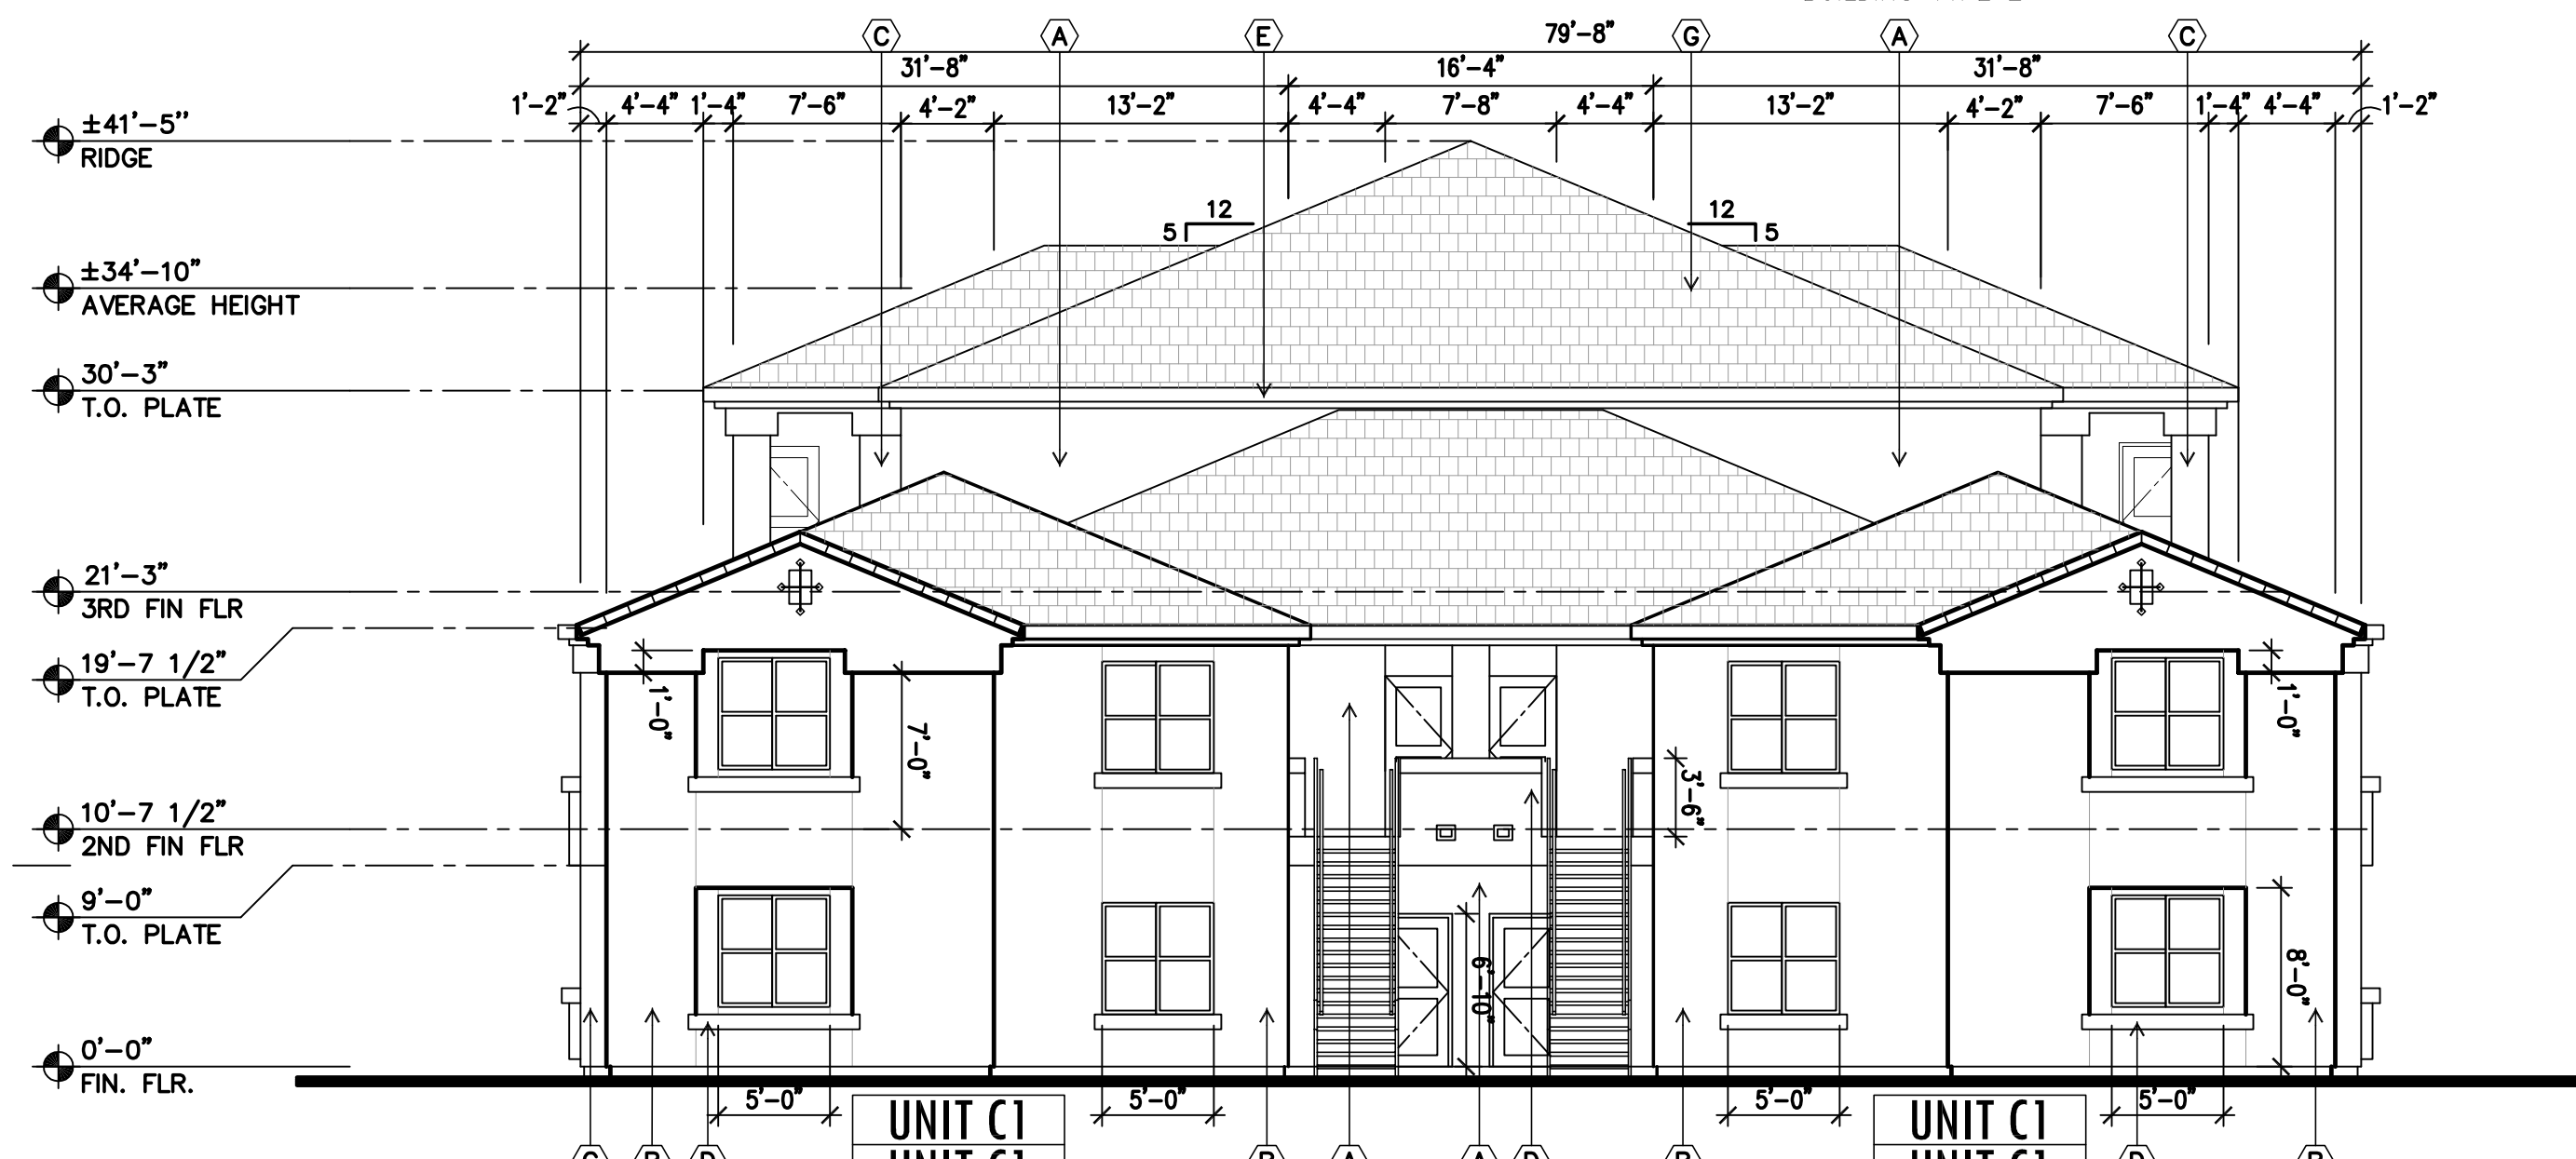 C A E 79'-8" G A C
31'-8" 16'-4" 31'-8"
1'-2" 4'-4" 1'-4" 7'-6" 4'-2" 13'-2" 4'-4" 7'-8" 4'-4" 13'-2" 4'-2" 7'-6" 1'-4" 4'-4" 1'-2"
±41'-5"
RIDGE
12 12
5 5
±34'-10"
AVERAGE HEIGHT
30'-3"
T.O. PLATE
21'-3"
3RD FIN FLR
19'-7 1/2"
T.O. PLATE
1'-0" 7'-0" 3'-6" 1'-0"
10'-7 1/2"
2ND FIN FLR
9'-0"
T.O. PLATE
6'-10" 8'-0"
0'-0"
FIN. FLR.
5'-0" 5'-0" 5'-0" 5'-0"
UNIT C1 UNIT C1
UNIT C1 UNIT C1